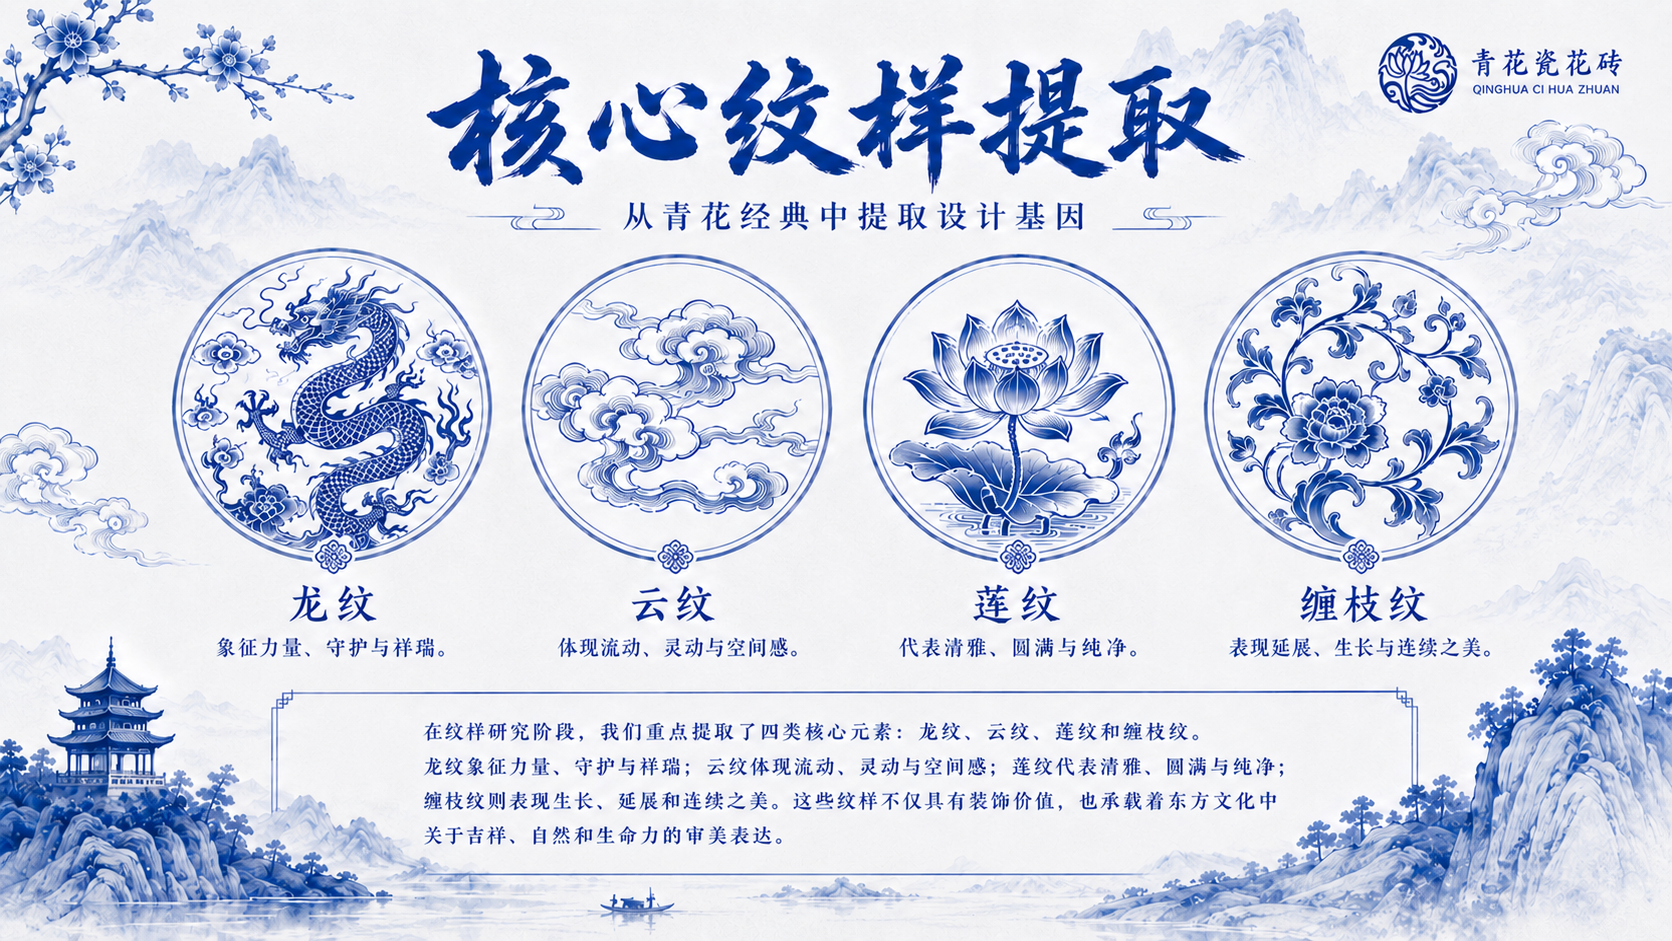 核心纹样提取
青花瓷花砖
QINGHUA CI HUA ZHUAN
从青花经典中提取设计基因
龙纹
象征力量、守护与祥瑞。
云纹
体现流动、灵动与空间感。
莲纹
代表清雅、圆满与纯净。
缠枝纹
表现延展、生长与连续之美。
在纹样研究阶段，我们重点提取了四类核心元素：龙纹、云纹、莲纹和缠枝纹。
龙纹象征力量、守护与祥瑞；云纹体现流动、灵动与空间感；莲纹代表清雅、圆满与纯净；
缠枝纹则表现生长、延展和连续之美。这些纹样不仅具有装饰价值，也承载着东方文化中
关于吉祥、自然和生命力的审美表达。